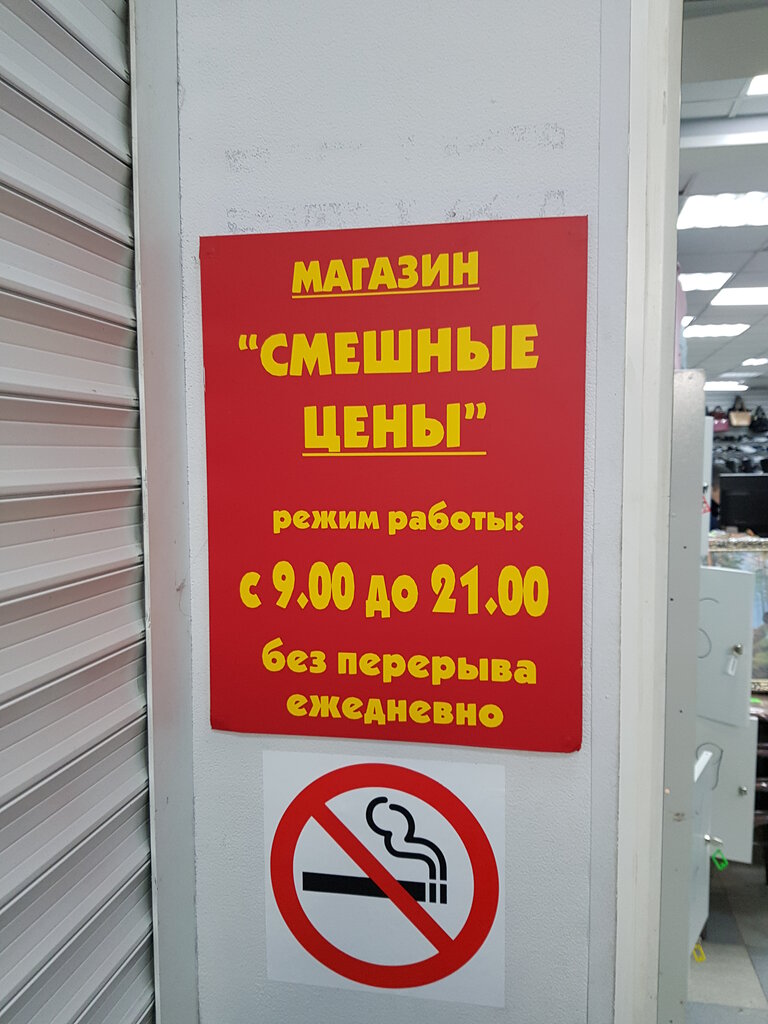 МАГАЗИН
“СМЕШНЫЕ
ЦЕНЫ”
режим работы:
с 9.00 до 21.00
без перерыва
ежедневно